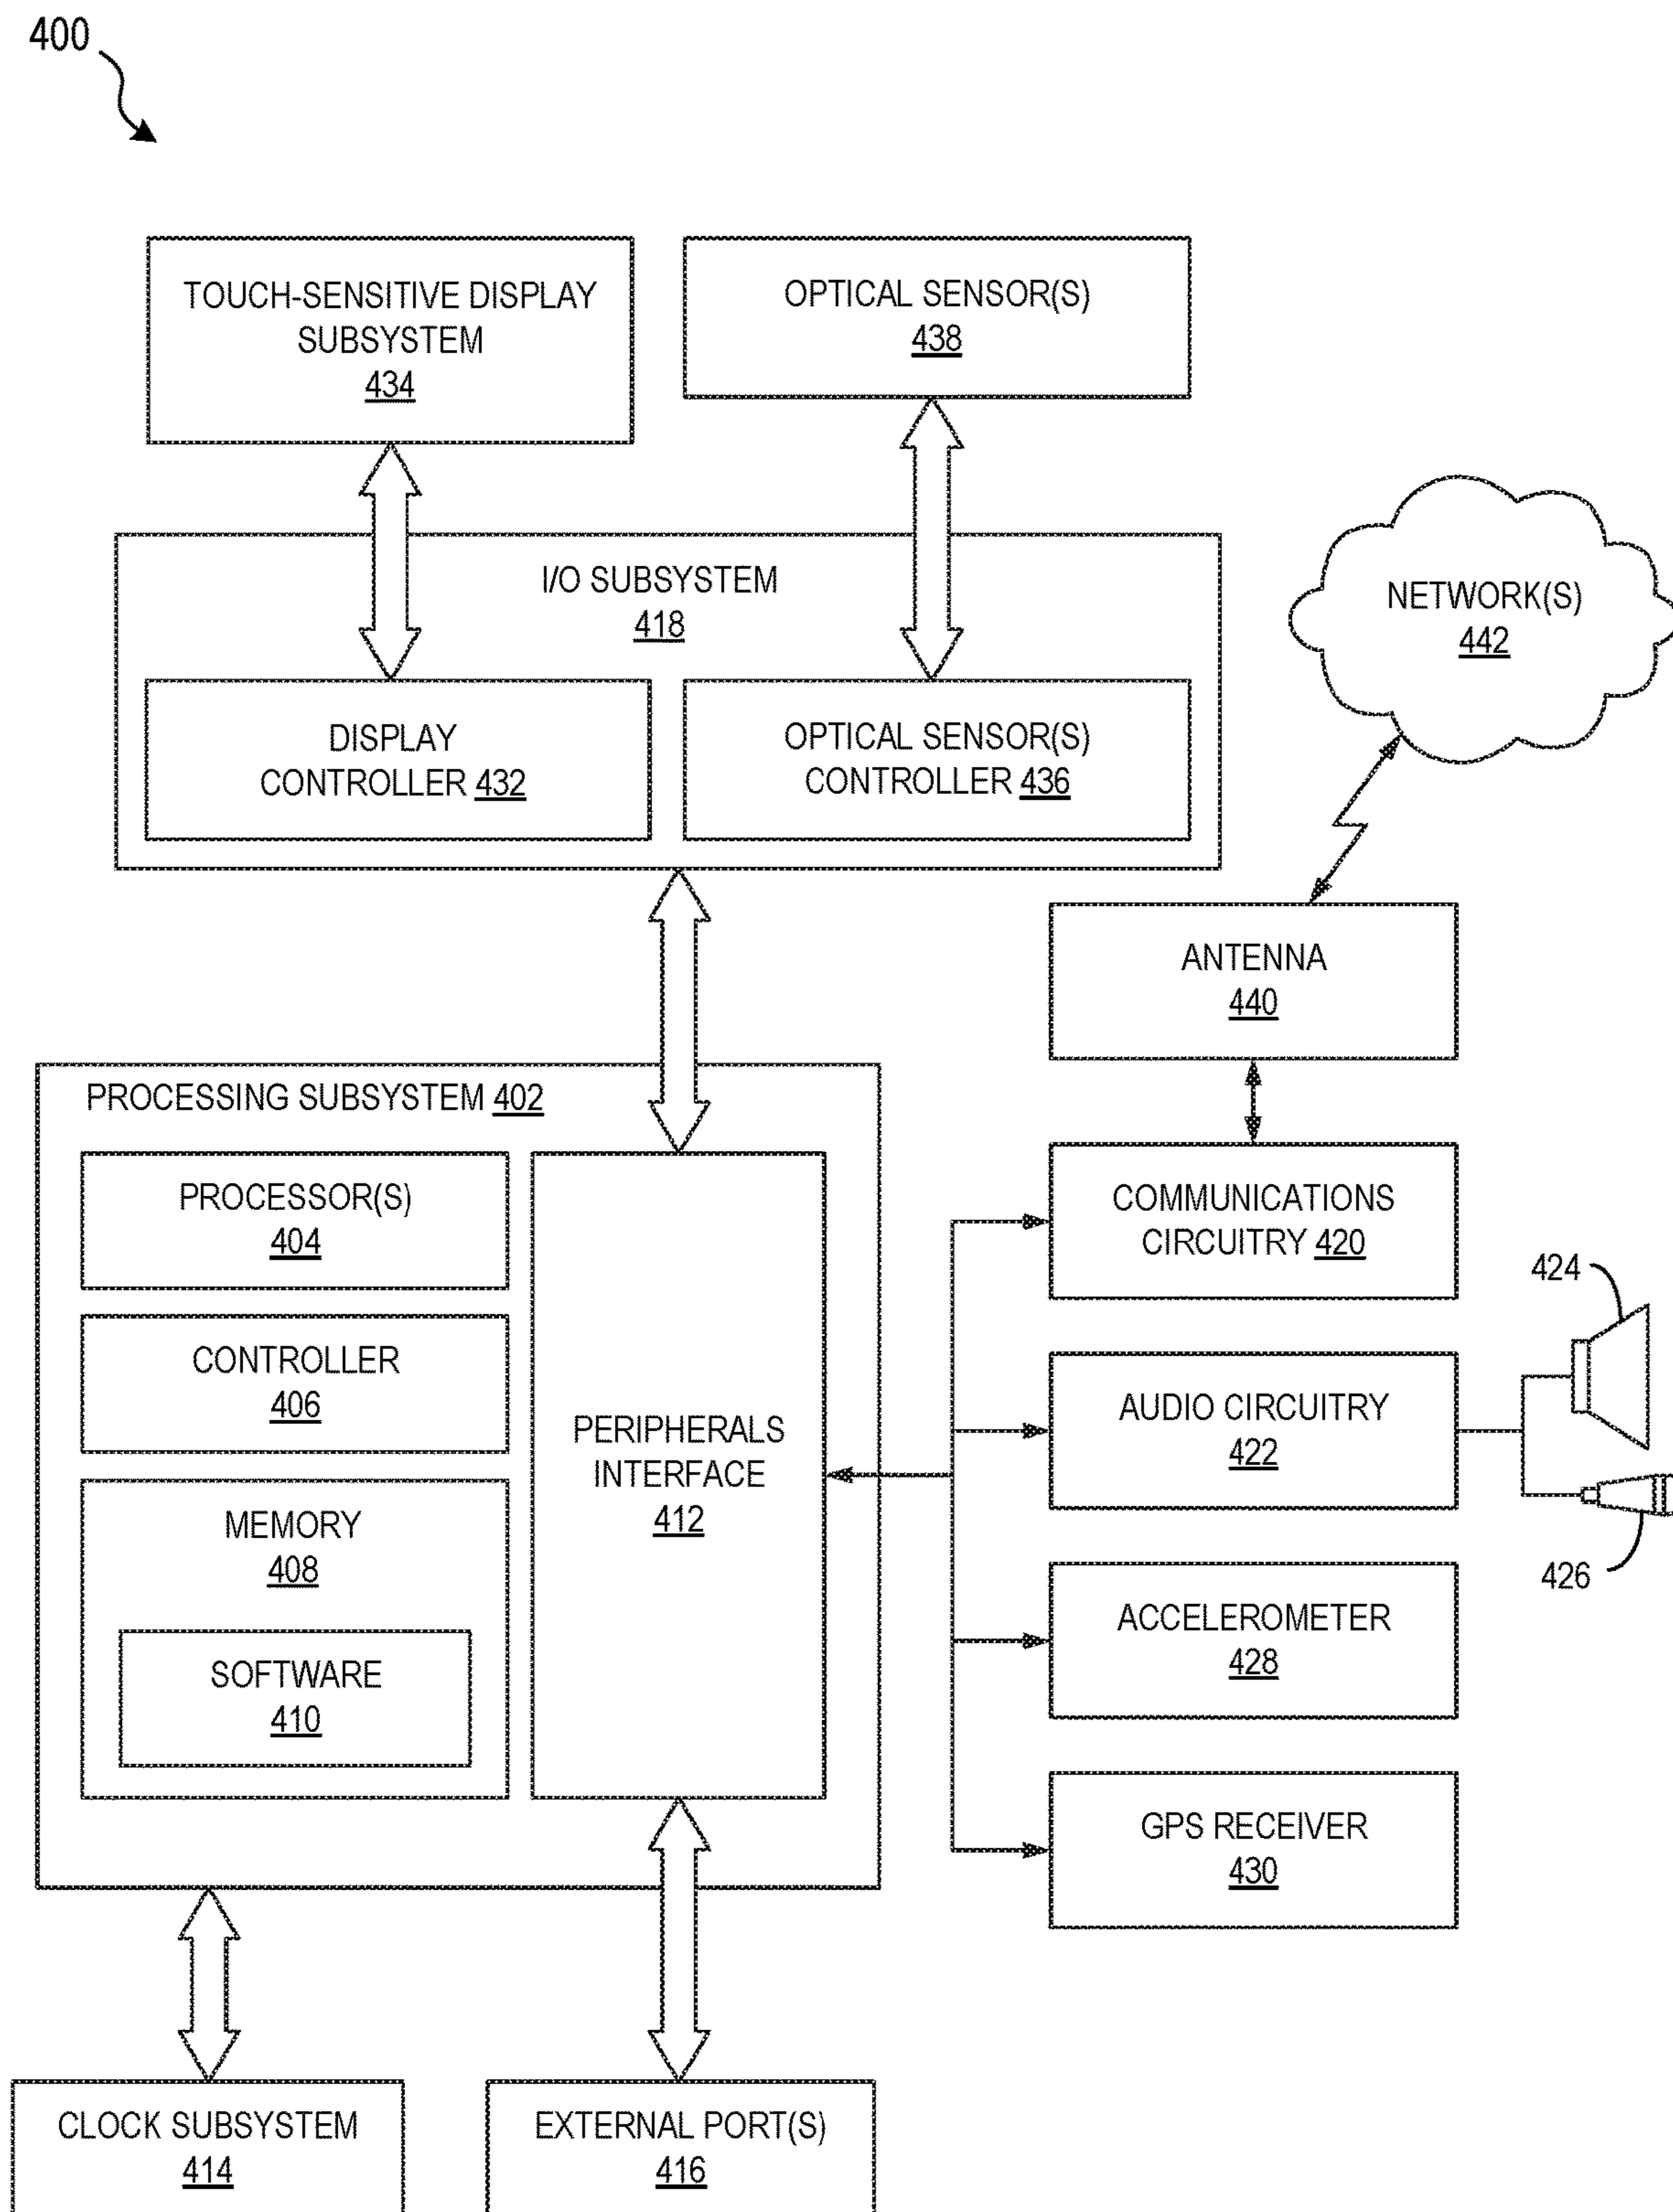 400
TOUCH-SENSITIVE DISPLAY
SUBSYSTEM
434
OPTICAL SENSOR(S)
438
I/O SUBSYSTEM
418
NETWORK(S)
442
DISPLAY
CONTROLLER 432
OPTICAL SENSOR(S)
CONTROLLER 436
ANTENNA
440
PROCESSING SUBSYSTEM 402
PROCESSOR(S)
404
CONTROLLER
406
MEMORY
408
SOFTWARE
410
PERIPHERALS
INTERFACE
412
COMMUNICATIONS
CIRCUITRY 420
AUDIO CIRCUITRY
422
424
426
ACCELEROMETER
428
GPS RECEIVER
430
CLOCK SUBSYSTEM
414
EXTERNAL PORT(S)
416